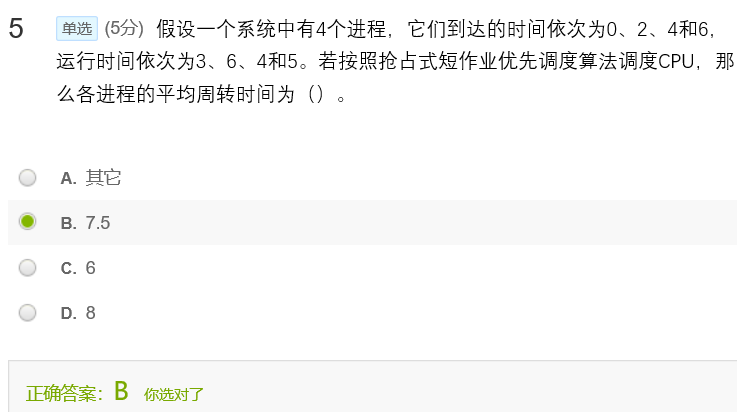 5 单选 (5分) 假设一个系统中有4个进程，它们到达的时间依次为0、2、4和6，
运行时间依次为3、6、4和5。若按照抢占式短作业优先调度算法调度CPU，那
么各进程的平均周转时间为（）。
A. 其它
B. 7.5
C. 6
D. 8
正确答案：B 你选对了